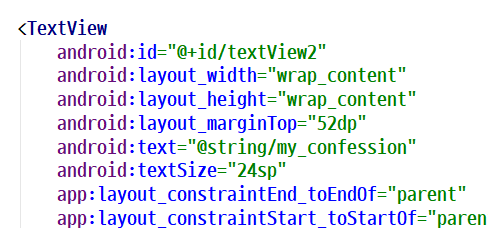 <TextView
android:id="@+id/textView2"
android:layout_width="wrap_content"
android:layout_height="wrap_content"
android:layout_marginTop="52dp"
android:text="@string/my_confession"
android:textSize="24sp"
app:layout_constraintEnd_toEndOf="parent"
app:layout_constraintStart_toStartOf="paren